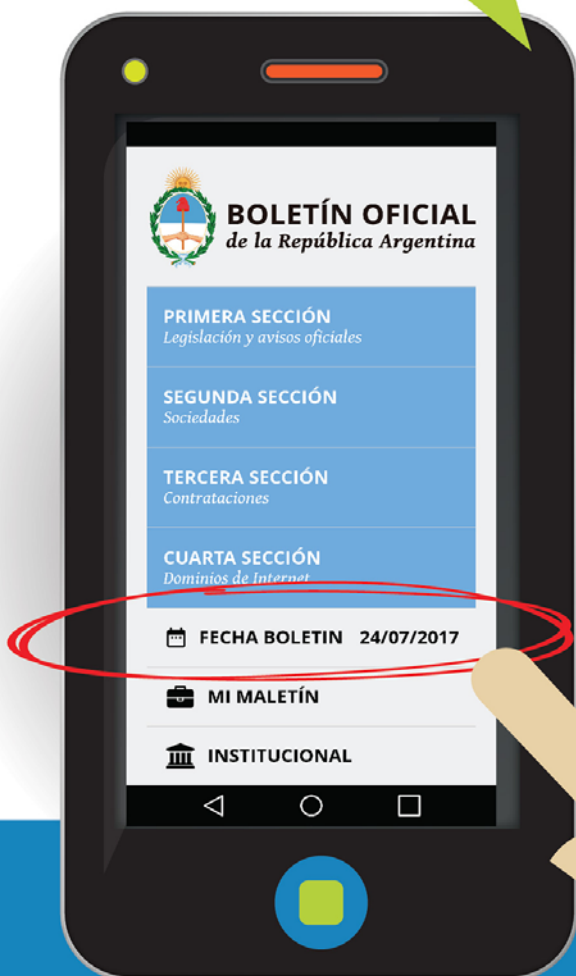 BOLETÍN OFICIAL
de la República Argentina
PRIMERA SECCIÓN
Legislación y avisos oficiales
SEGUNDA SECCIÓN
Sociedades
TERCERA SECCIÓN
Contrataciones
CUARTA SECCIÓN
Dominios de Internet
FECHA BOLETIN 24/07/2017
MI MALETÍN
INSTITUCIONAL